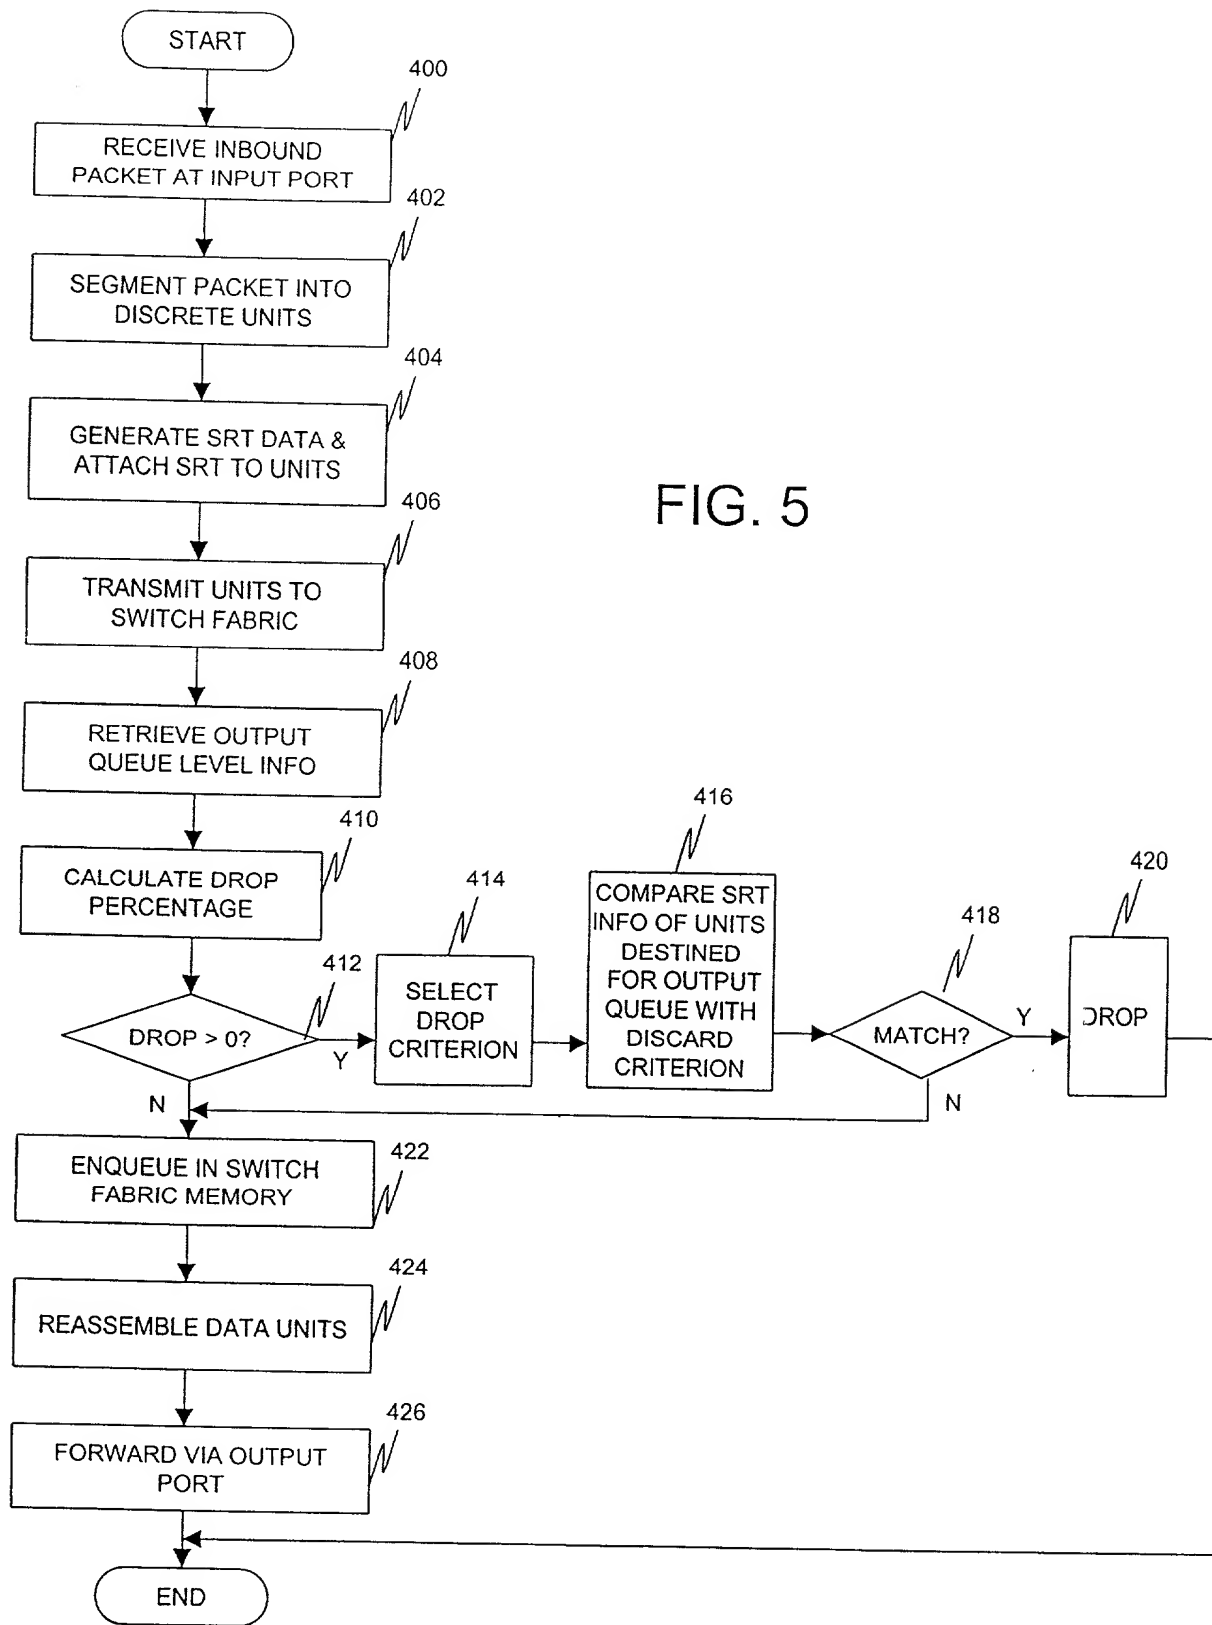 START
400
RECEIVE INBOUND
PACKET AT INPUT PORT
402
SEGMENT PACKET INTO
DISCRETE UNITS
404
GENERATE SRT DATA &
ATTACH SRT TO UNITS
FIG. 5
406
TRANSMIT UNITS TO
SWITCH FABRIC
408
RETRIEVE OUTPUT
QUEUE LEVEL INFO
410
CALCULATE DROP
PERCENTAGE
412
DROP > 0?
Y
N
414
SELECT
DROP
CRITERION
416
COMPARE SRT
INFO OF UNITS
DESTINED
FOR OUTPUT
QUEUE WITH
DISCARD
CRITERION
418
MATCH?
Y
N
420
DROP
ENQUEUE IN SWITCH
FABRIC MEMORY
422
424
REASSEMBLE DATA UNITS
426
FORWARD VIA OUTPUT
PORT
END